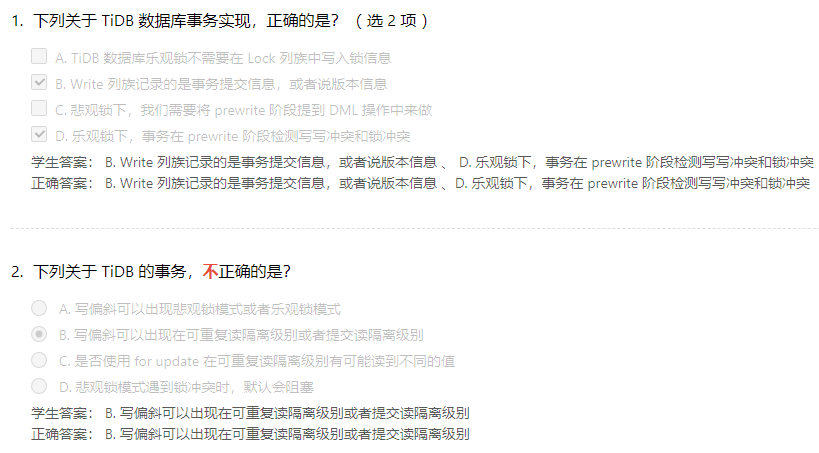 1. 下列关于 TiDB 数据库事务实现，正确的是？（ 选 2 项 ）
A. TiDB 数据库乐观锁不需要在 Lock 列族中写入锁信息
B. Write 列族记录的是事务提交信息，或者说版本信息
C. 悲观锁下，我们需要将 prewrite 阶段提到 DML 操作中来做
D. 乐观锁下，事务在 prewrite 阶段检测写写冲突和锁冲突
学生答案： B. Write 列族记录的是事务提交信息，或者说版本信息 、 D. 乐观锁下，事务在 prewrite 阶段检测写写冲突和锁冲突
正确答案： B. Write 列族记录的是事务提交信息，或者说版本信息 、D. 乐观锁下，事务在 prewrite 阶段检测写写冲突和锁冲突
2. 下列关于 TiDB 的事务，不正确的是？
A. 写偏斜可以出现悲观锁模式或者乐观锁模式
B. 写偏斜可以出现在可重复读隔离级别或者提交读隔离级别
C. 是否使用 for update 在可重复读隔离级别有可能读到不同的值
D. 悲观锁模式遇到锁冲突时，默认会阻塞
学生答案： B. 写偏斜可以出现在可重复读隔离级别或者提交读隔离级别
正确答案： B. 写偏斜可以出现在可重复读隔离级别或者提交读隔离级别